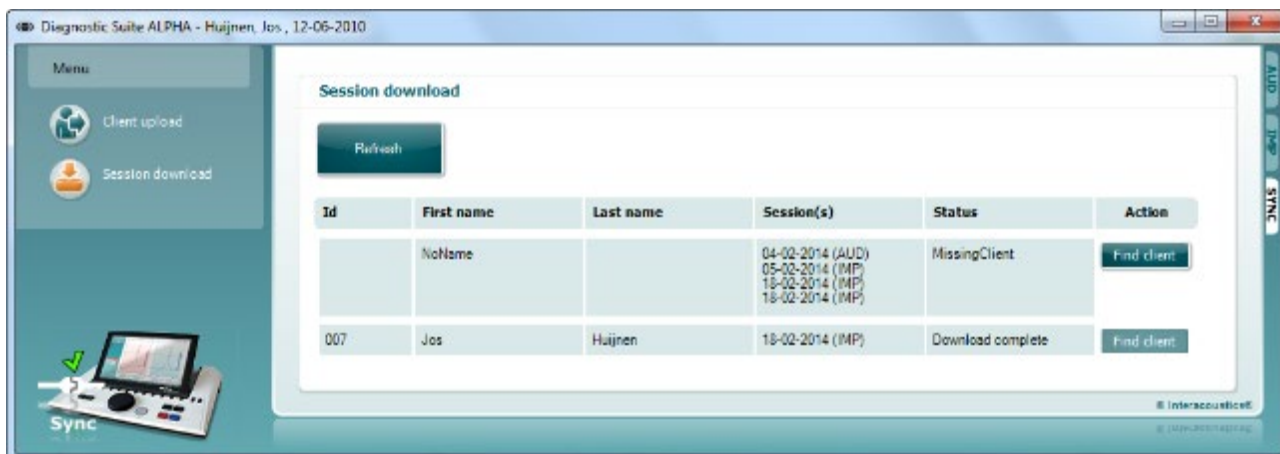 Diagnostic Suite ALPHA - Huijnen, Jos , 12-06-2010
Menu
Client upload
Session download
Sync
Session download
Refresh
Id First name Last name Session(s) Status Action
NoName 04-02-2014 (AUD) MissingClient Find client
05-02-2014 (IMP)
18-02-2014 (IMP)
18-02-2014 (IMP)
007 Jos Huijnen 18-02-2014 (IMP) Download complete Find client
© Interacoustics®
AUD
IMP
SYNC